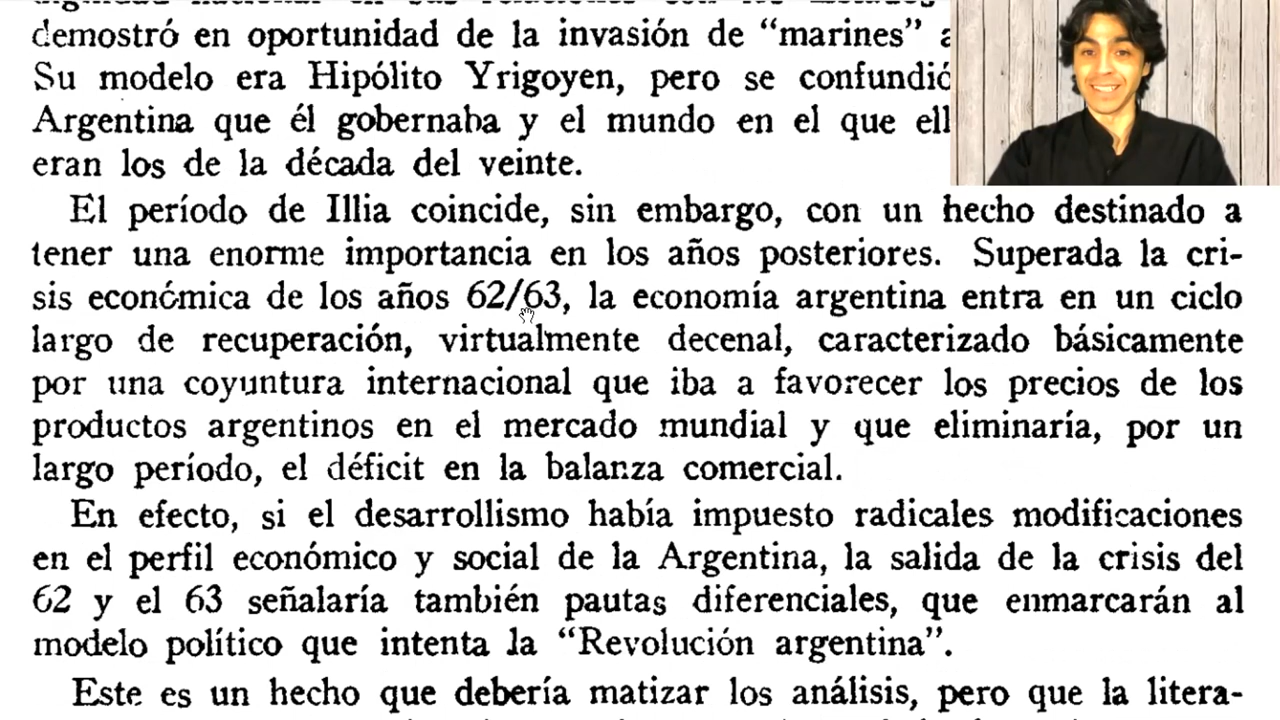 demostró en oportunidad de la invasión de “marines” a
Su modelo era Hipólito Yrigoyen, pero se confundió
Argentina que él gobernaba y el mundo en el que ell
eran los de la década del veinte.
El período de Illia coincide, sin embargo, con un hecho destinado a
tener una enorme importancia en los años posteriores. Superada la cri-
sis económica de los años 62/63, la economía argentina entra en un ciclo
largo de recuperación, virtualmente decenal, caracterizado básicamente
por una coyuntura internacional que iba a favorecer los precios de los
productos argentinos en el mercado mundial y que eliminaría, por un
largo período, el déficit en la balanza comercial.
En efecto, si el desarrollismo había impuesto radicales modificaciones
en el perfil económico y social de la Argentina, la salida de la crisis del
62 y el 63 señalaría también pautas diferenciales, que enmarcarán al
modelo político que intenta la “Revolución argentina”.
Este es un hecho que debería matizar los análisis, pero que la litera-